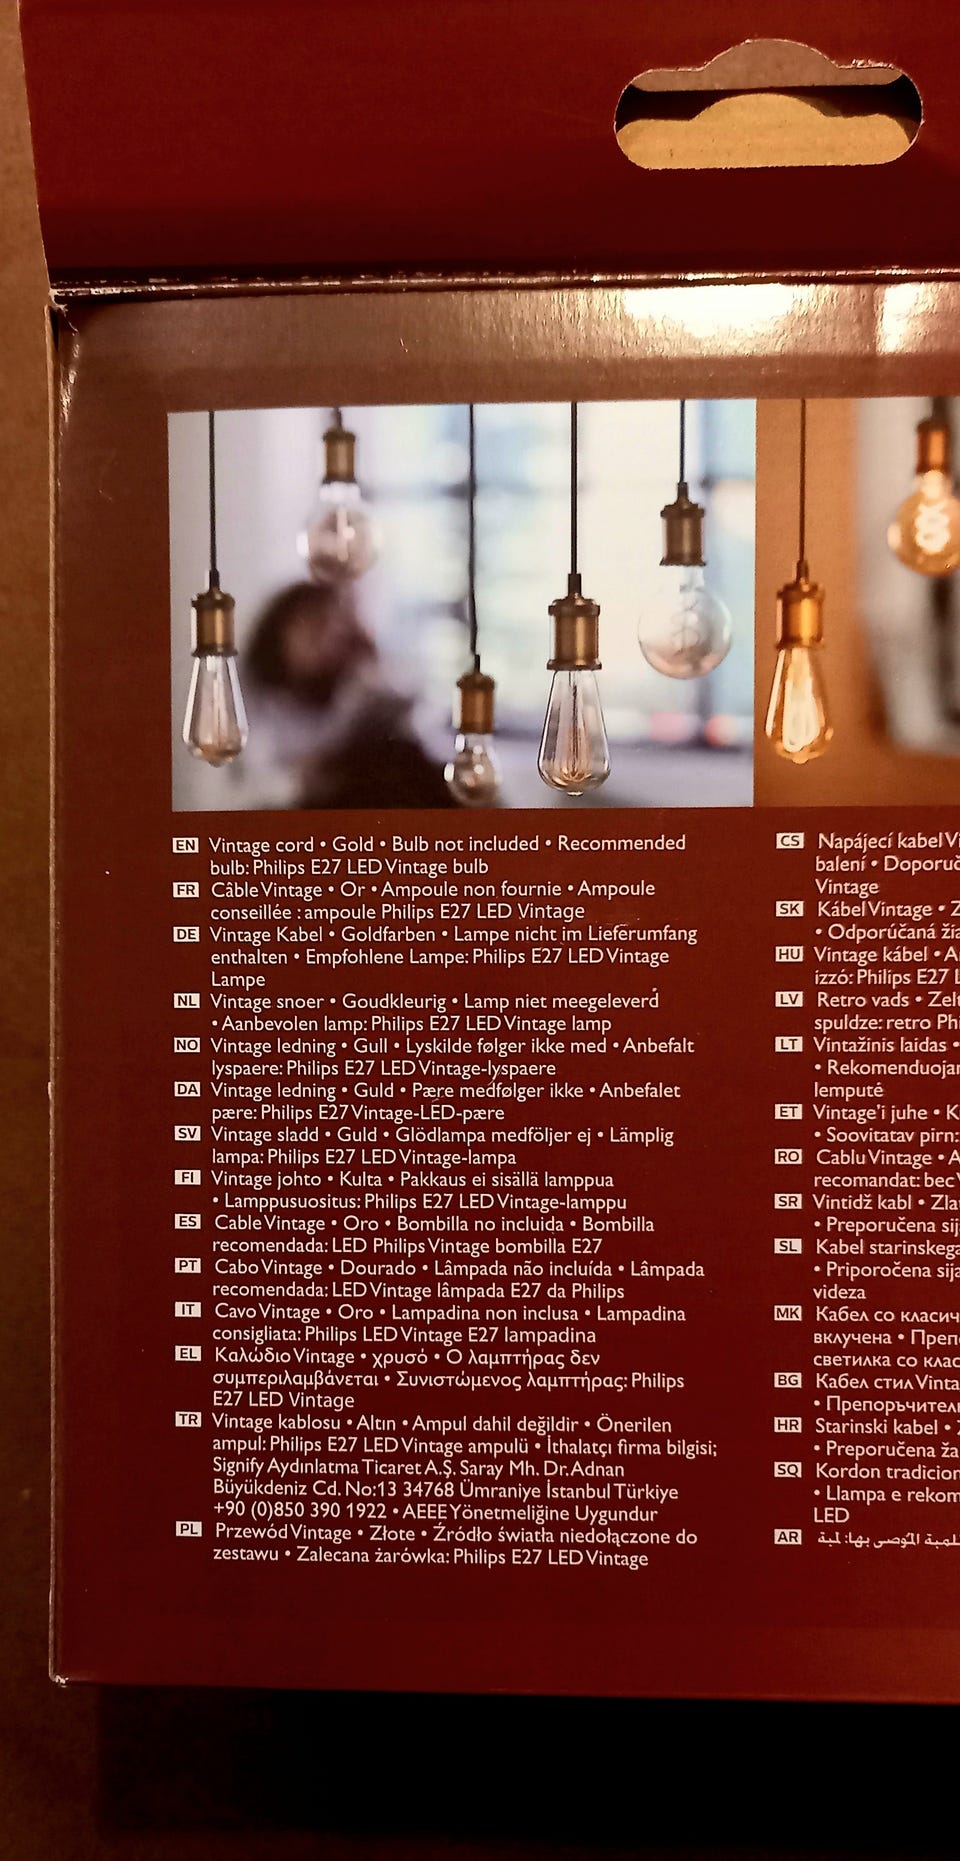 EN Vintage cord • Gold • Bulb not included • Recommended
bulb: Philips E27 LED Vintage bulb
FR Câble Vintage • Or • Ampoule non fournie • Ampoule
conseillée : ampoule Philips E27 LED Vintage
DE Vintage Kabel • Goldfarben • Lampe nicht im Lieferumfang
enthalten • Empfohlene Lampe: Philips E27 LED Vintage
Lampe
NL Vintage snoer • Goudkleurig • Lamp niet meegeleverd
• Aanbevolen lamp: Philips E27 LED Vintage lamp
NO Vintage ledning • Gull • Lyskilde følger ikke med • Anbefalt
lyspaere: Philips E27 LED Vintage-lyspaere
DA Vintage ledning • Guld • Pære medfølger ikke • Anbefalet
pære: Philips E27 Vintage-LED-pære
SV Vintage sladd • Guld • Glödlampa medföljer ej • Lämplig
lampa: Philips E27 LED Vintage-lampa
FI Vintage johto • Kulta • Pakkaus ei sisällä lamppua
• Lamppusuositus: Philips E27 LED Vintage-lamppu
ES Cable Vintage • Oro • Bombilla no incluida • Bombilla
recomendada: LED Philips Vintage bombilla E27
PT Cabo Vintage • Dourado • Lâmpada não incluída • Lâmpada
recomendada: LED Vintage lâmpada E27 da Philips
IT Cavo Vintage • Oro • Lampadina non inclusa • Lampadina
consigliata: Philips LED Vintage E27 lampadina
EL Καλώδιο Vintage • χρυσό • Ο λαμπτήρας δεν
συμπεριλαμβάνεται • Συνιστώμενος λαμπτήρας: Philips
E27 LED Vintage
TR Vintage kablosu • Altın • Ampul dahil değildir • Önerilen
ampul: Philips E27 LED Vintage ampulü • İthalatçı firma bilgisi;
Signify Aydınlatma Ticaret A.Ş. Saray Mh. Dr. Adnan
Büyükdeniz Cd. No:13 34768 Ümraniye İstanbul Türkiye
+90 (0)850 390 1922 • AEEE Yönetmeliğine Uygundur
PL Przewód Vintage • Złote • Źródło światła niedołączone do
zestawu • Zalecana żarówka: Philips E27 LED Vintage
CS Napájecí kabel
balení •
Vintage
SK Kábel Vintage •
• Odporúčaná
HU Vintage kábel •
izzó: Philips E27
LV Retro vads •
spuldze: retro
LT Vintažinis laidas •
lemputė
ET Vintage'i juhe •
• Soovitatav pirn:
RO Cablu Vintage •
recomandat: bec
SR Vintidž kabl •
• Preporučena
SL Kabel
• Priporočena
videza
MK Кабел со
вклучена •
светилка со
BG Кабел стил
•
HR Starinski kabel •
• Preporučena
SQ Kordon
• Llampa e
LED
AR الموصى بها: لمبة